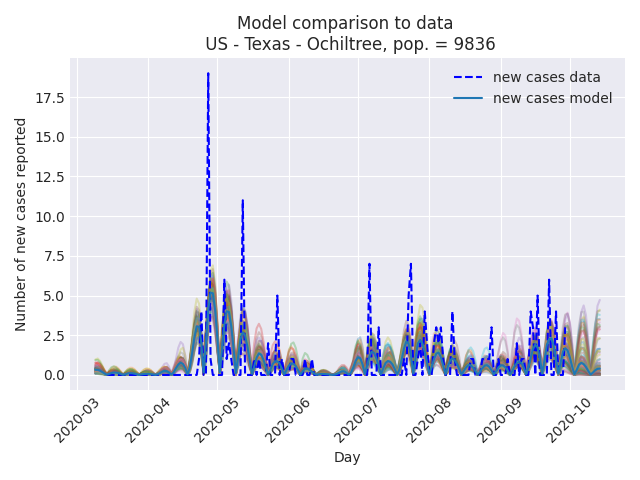 Model comparison to data
US - Texas - Ochiltree, pop. = 9836
new cases data
new cases model
Number of new cases reported
17.5
15.0
12.5
10.0
7.5
5.0
2.5
0.0
2020-03
2020-04
2020-05
2020-06
2020-07
2020-08
2020-09
2020-10
Day